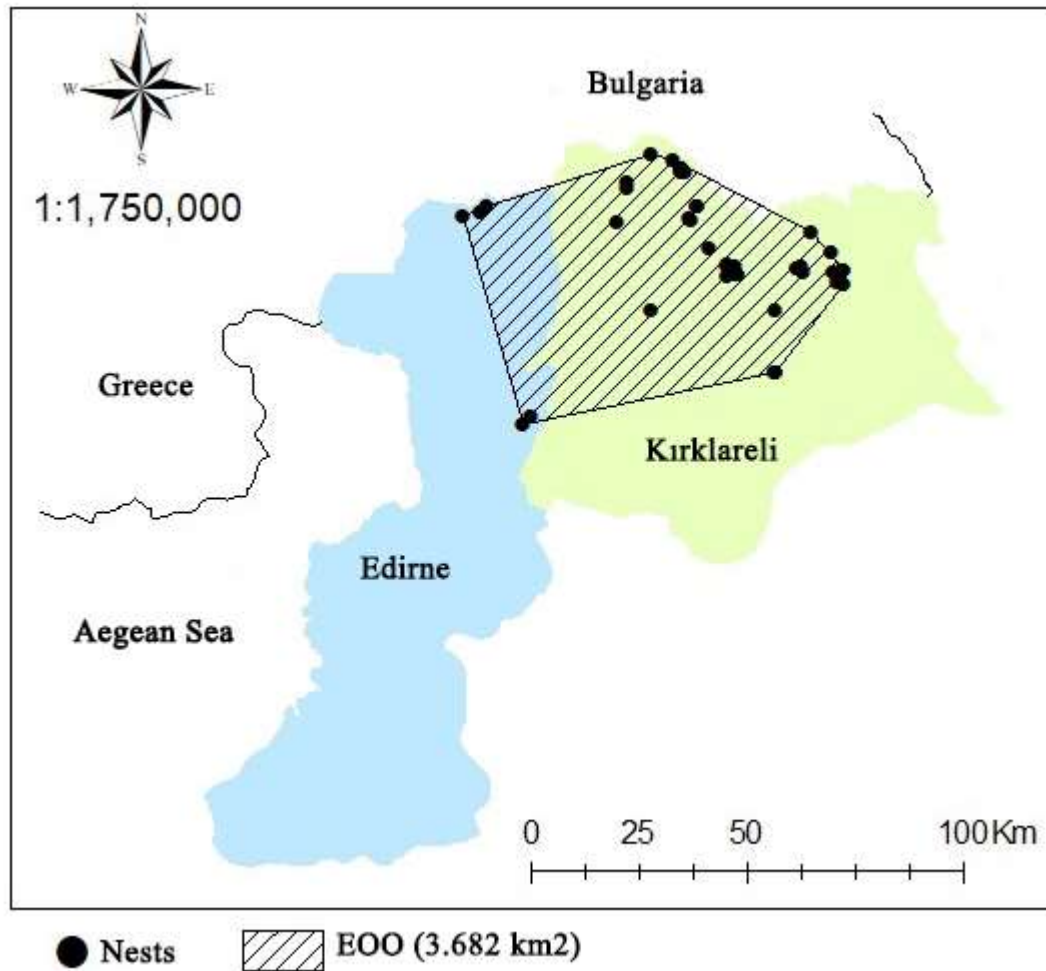 N
W E
S
Bulgaria
1:1,750,000
Greece
Kırklareli
Edirne
Aegean Sea
0 25 50 100Km
Nests EOO (3.682 km2)